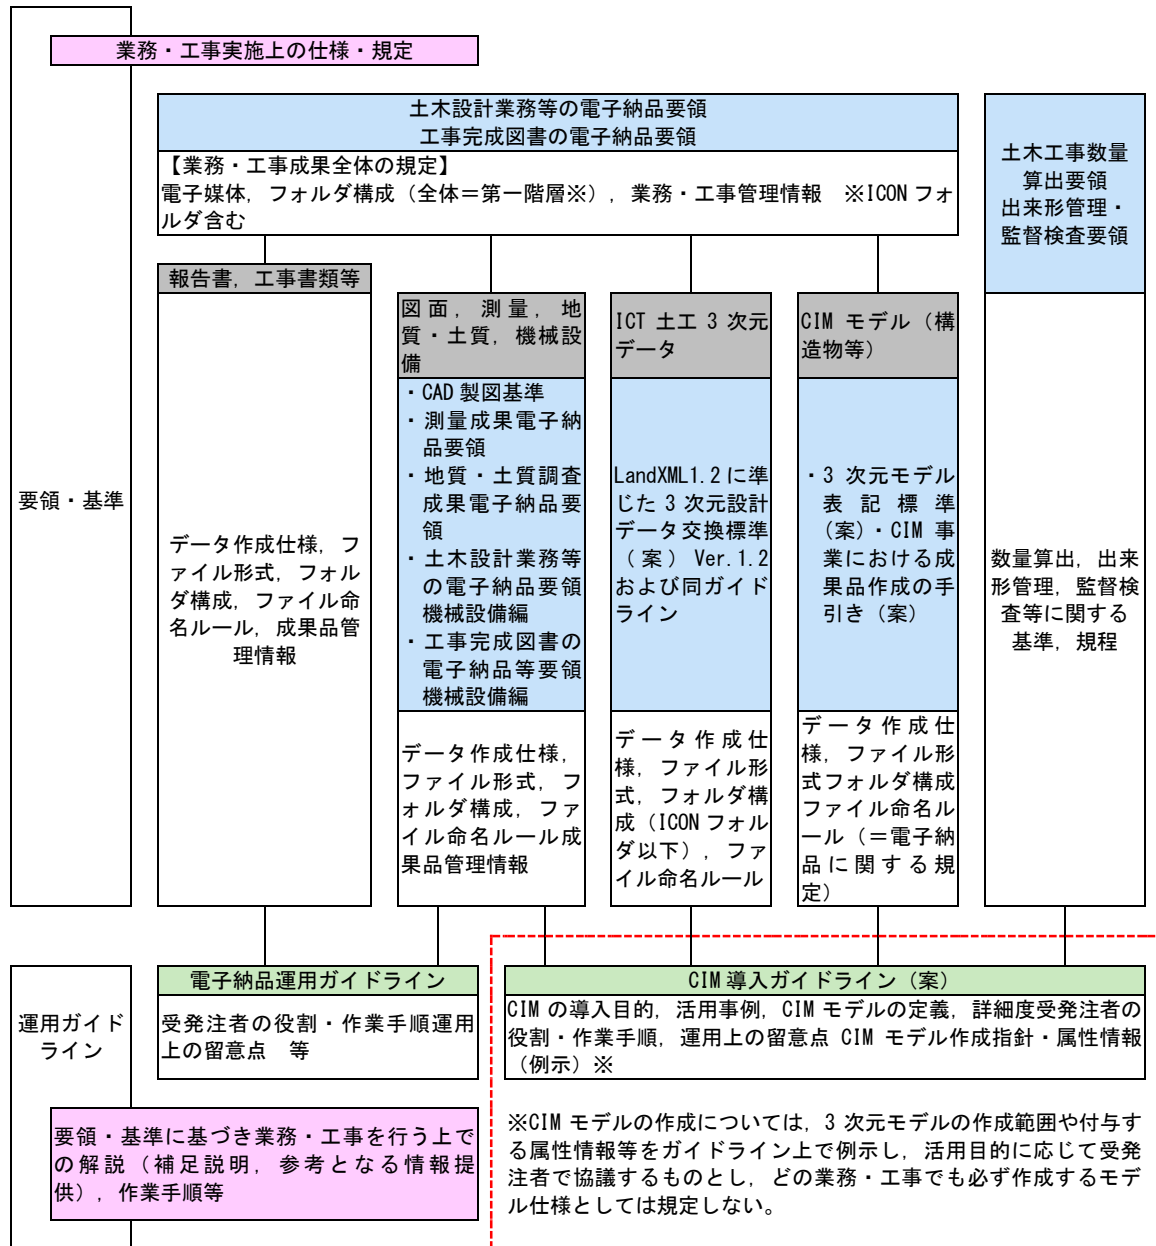 業務・工事実施上の仕様・規定
土木設計業務等の電子納品要領
工事完成図書の電子納品要領
【業務・工事成果全体の規定】
電子媒体，フォルダ構成（全体＝第一階層※），業務・工事管理情報　※ICON フォ
ルダ含む
土木工事数量
算出要領
出来形管理・
監督検査要領
報告書，工事書類等
図面，測量，地
質・土質，機械設
備
ICT 土工 3 次元
データ
CIM モデル（構
造物等）
・CAD 製図基準
・測量成果電子納
品要領
・地質・土質調査
成果電子納品要
領
・土木設計業務等
の電子納品要領
機械設備編
・工事完成図書の
電子納品等要領
機械設備編
LandXML1.2 に準
じた 3 次元設計
データ交換標準
（案）Ver.1.2
および同ガイド
ライン
・3 次元モデル
表記標準
（案）・CIM 事
業における成
果品作成の手
引き（案）
要領・基準
データ作成仕様，フ
ァイル形式，フォル
ダ構成，ファイル命
名ルール，成果品管
理情報
数量算出，出来
形管理，監督検
査等に関する
基準，規程
データ作成仕様，
ファイル形式，フ
ォルダ構成，ファ
イル命名ルール成
果品管理情報
データ作成仕
様，ファイル形
式，フォルダ構
成（ICON フォル
ダ以下），ファ
イル命名ルール
データ作成仕
様，ファイル形
式フォルダ構成
ファイル命名ル
ール（＝電子納
品に関する規
定）
運用ガイド
ライン
電子納品運用ガイドライン
受発注者の役割・作業手順運用
上の留意点　等
CIM 導入ガイドライン（案）
CIM の導入目的，活用事例，CIM モデルの定義，詳細度受発注者の
役割・作業手順，運用上の留意点 CIM モデル作成指針・属性情報
（例示）※
要領・基準に基づき業務・工事を行う上で
の解説（補足説明，参考となる情報提
供），作業手順等
※CIM モデルの作成については，3 次元モデルの作成範囲や付与す
る属性情報等をガイドライン上で例示し，活用目的に応じて受発
注者で協議するものとし，どの業務・工事でも必ず作成するモデ
ル仕様としては規定しない。